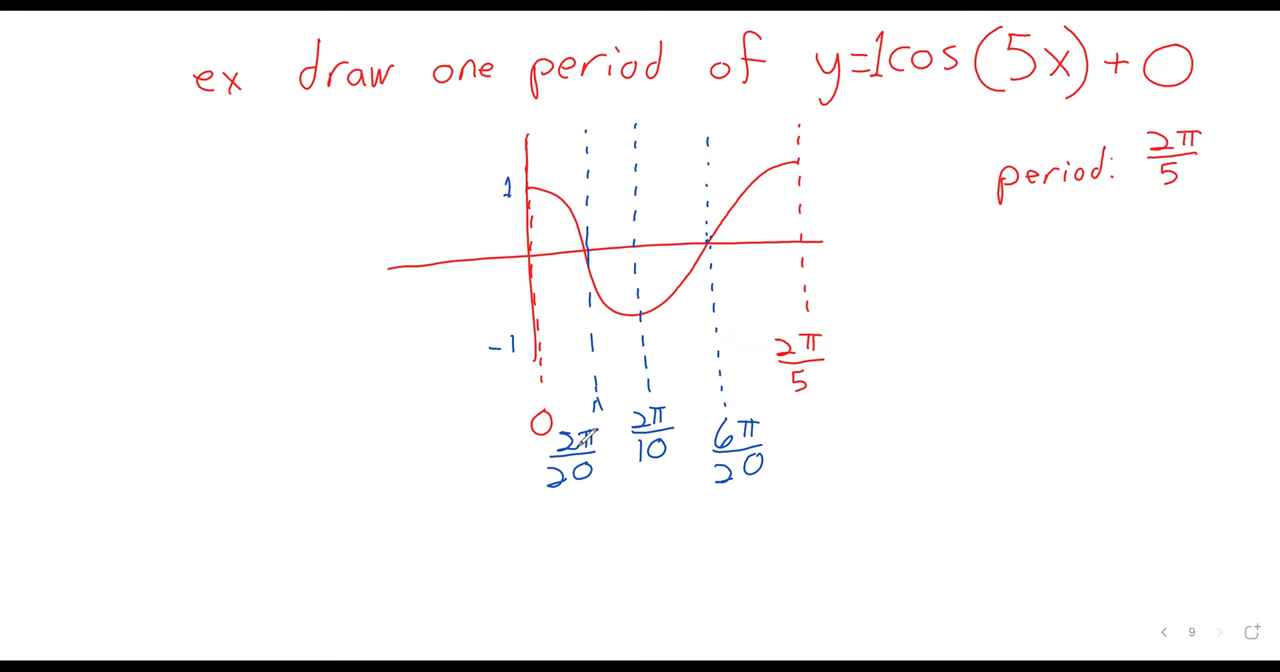 ex draw one period of y=1cos(5x)+0
period: 2π/5
1
-1
0
2π/20
2π/10
6π/20
2π/5
9